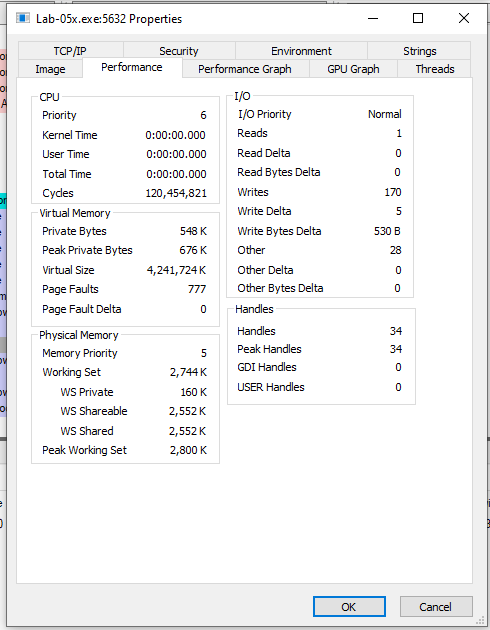 Lab-05x.exe:5632 Properties
TCP/IP Security Environment Strings
Image Performance Performance Graph GPU Graph Threads
CPU
Priority 6
Kernel Time 0:00:00.000
User Time 0:00:00.000
Total Time 0:00:00.000
Cycles 120,454,821
Virtual Memory
Private Bytes 548 K
Peak Private Bytes 676 K
Virtual Size 4,241,724 K
Page Faults 777
Page Fault Delta 0
Physical Memory
Memory Priority 5
Working Set 2,744 K
WS Private 160 K
WS Shareable 2,552 K
WS Shared 2,552 K
Peak Working Set 2,800 K
I/O
I/O Priority Normal
Reads 1
Read Delta 0
Read Bytes Delta 0
Writes 170
Write Delta 5
Write Bytes Delta 530 B
Other 28
Other Delta 0
Other Bytes Delta 0
Handles
Handles 34
Peak Handles 34
GDI Handles 0
USER Handles 0
OK Cancel